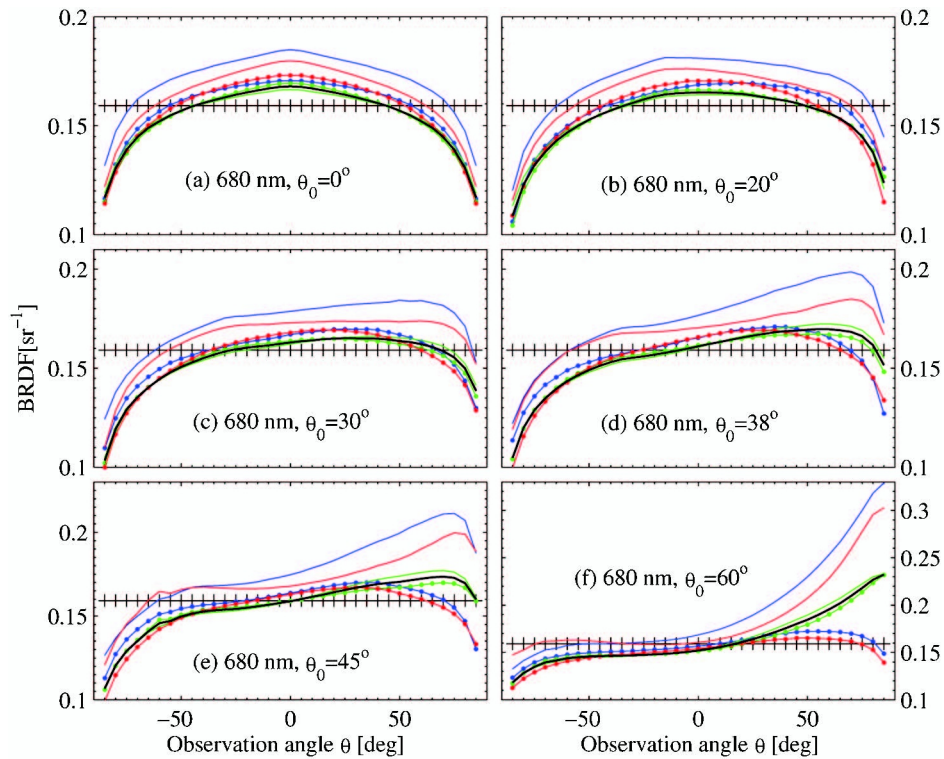 0.2
0.2
0.15
0.15
(a) 680 nm, θ0=0°
(b) 680 nm, θ0=20°
0.1
0.1
0.2
0.2
BRDF[sr−1]
0.15
0.15
(c) 680 nm, θ0=30°
(d) 680 nm, θ0=38°
0.1
0.1
0.2
0.3
(f) 680 nm, θ0=60°
0.25
0.15
0.2
(e) 680 nm, θ0=45°
0.15
0.1
0.1
−50
0
50
−50
0
50
Observation angle θ [deg]
Observation angle θ [deg]